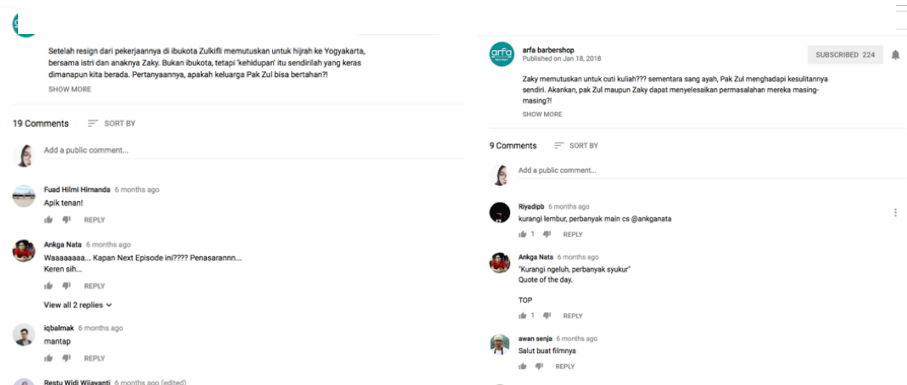 Setelah resign dari pekerjaannya di ibukota Zulkifli memutuskan untuk hijrah ke Yogyakarta,
bersama istri dan anaknya Zaky. Bukan ibukota, tetapi 'kehidupan' itu sendirilah yang keras
dimanapun kita berada. Pertanyaannya, apakah keluarga Pak Zul bisa bertahan?!
SHOW MORE
19 Comments SORT BY
Add a public comment...
Fuad Hilmi Hirnanda 6 months ago
Apik tenan!
REPLY
Ankga Nata 6 months ago
Waaaaaaaa... Kapan Next Episode ini???? Penasarannn...
Keren sih...
REPLY
View all 2 replies
iqbalmak 6 months ago
mantap
REPLY
Restu Widi Wijayanti 6 months ago (edited)
arfa
arfa barbershop
Published on Jan 18, 2018
SUBSCRIBED 224
Zaky memutuskan untuk cuti kuliah??? sementara sang ayah, Pak Zul menghadapi kesulitannya
sendiri. Akankan, pak Zul maupun Zaky dapat menyelesaikan permasalahan mereka masing-
masing?!
SHOW MORE
9 Comments SORT BY
Add a public comment...
Riyadipb 6 months ago
kurangi lembur, perbanyak main cs @ankganata
1 REPLY
Ankga Nata 6 months ago
"Kurangi ngeluh, perbanyak syukur"
Quote of the day.
TOP
1 REPLY
awan senja 6 months ago
Salut buat filmnya
REPLY